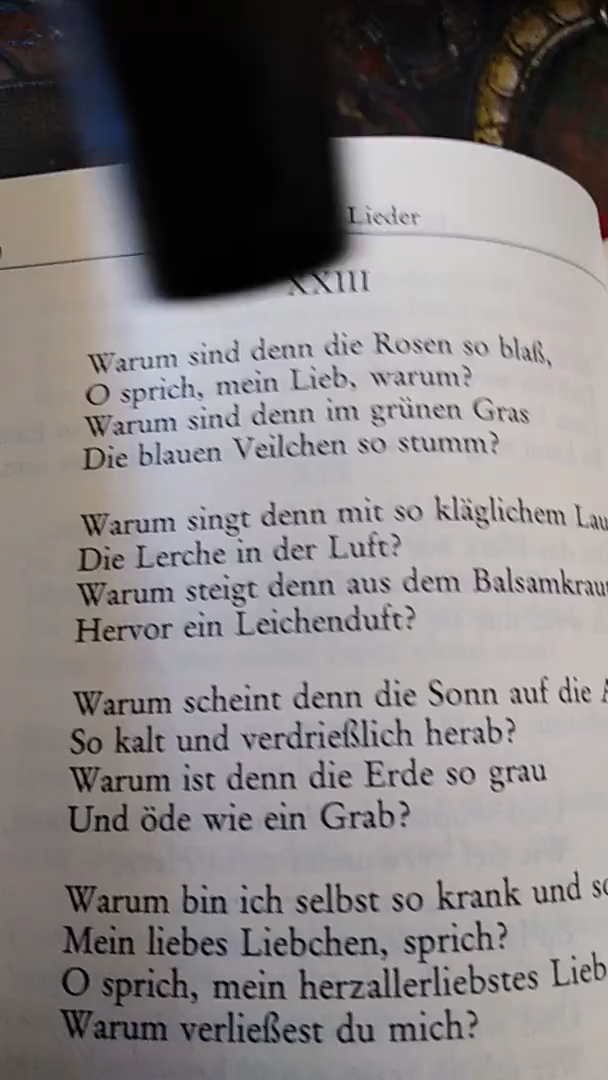 Lieder
XXIII
Warum sind denn die Rosen so blaß,
O sprich, mein Lieb, warum?
Warum sind denn im grünen Gras
Die blauen Veilchen so stumm?
Warum singt denn mit so kläglichem Lau
Die Lerche in der Luft?
Warum steigt denn aus dem Balsamkraut
Hervor ein Leichenduft?
Warum scheint denn die Sonn auf die
So kalt und verdrießlich herab?
Warum ist denn die Erde so grau
Und öde wie ein Grab?
Warum bin ich selbst so krank und so
Mein liebes Liebchen, sprich?
O sprich, mein herzallerliebstes Lieb
Warum verließest du mich?